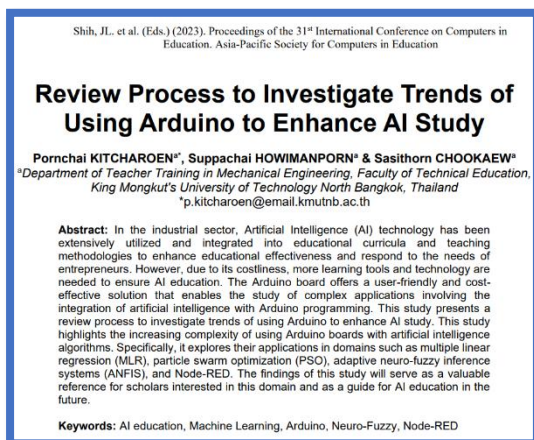 Shih, JL. et al. (Eds.) (2023). Proceedings of the 31st International Conference on Computers in
Education. Asia-Pacific Society for Computers in Education
Review Process to Investigate Trends of
Using Arduino to Enhance AI Study
Pornchai KITCHAROENa*, Suppachai HOWIMANPORNa & Sasithorn CHOOKAEWa
aDepartment of Teacher Training in Mechanical Engineering, Faculty of Technical Education,
King Mongkut's University of Technology North Bangkok, Thailand
*p.kitcharoen@email.kmutnb.ac.th
Abstract: In the industrial sector, Artificial Intelligence (AI) technology has been
extensively utilized and integrated into educational curricula and teaching
methodologies to enhance educational effectiveness and respond to the needs of
entrepreneurs. However, due to its costliness, more learning tools and technology are
needed to ensure AI education. The Arduino board offers a user-friendly and cost-
effective solution that enables the study of complex applications involving the
integration of artificial intelligence with Arduino programming. This study presents a
review process to investigate trends of using Arduino to enhance AI study. This study
highlights the increasing complexity of using Arduino boards with artificial intelligence
algorithms. Specifically, it explores their applications in domains such as multiple linear
regression (MLR), particle swarm optimization (PSO), adaptive neuro-fuzzy inference
systems (ANFIS), and Node-RED. The findings of this study will serve as a valuable
reference for scholars interested in this domain and as a guide for AI education in the
future.
Keywords: AI education, Machine Learning, Arduino, Neuro-Fuzzy, Node-RED